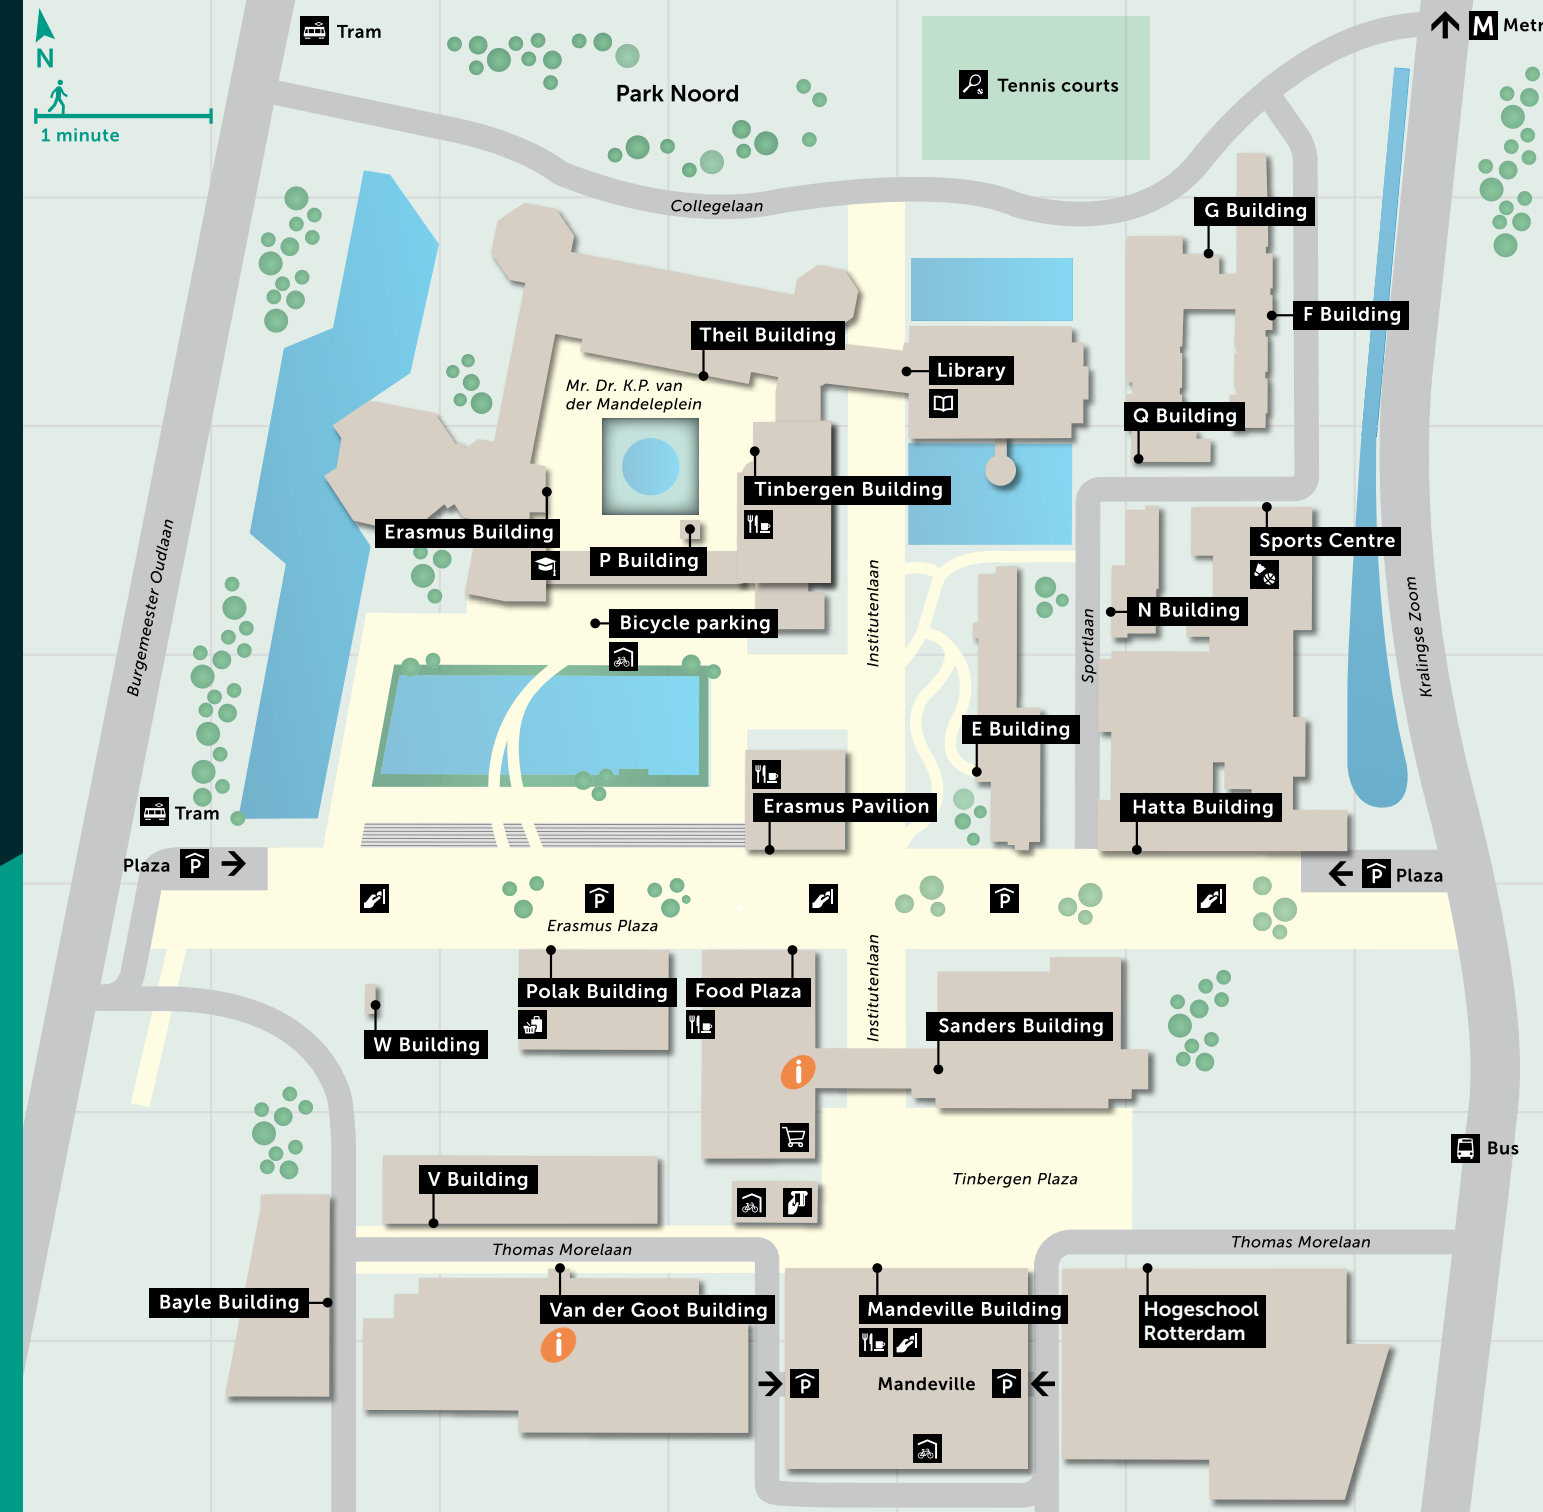 N
1 minute
Tram
Park Noord
Tennis courts
M
Metr
Collegelaan
G Building
F Building
Theil Building
Library
Mr. Dr. K.P. van
der Mandeleplein
Q Building
Tinbergen Building
Erasmus Building
P Building
Sports Centre
N Building
Bicycle parking
Burgemeester Oudlaan
Institutenlaan
Sportlaan
Kralingse Zoom
E Building
Erasmus Pavilion
Hatta Building
Tram
Plaza
P
P
Plaza
P
P
Erasmus Plaza
Polak Building
Food Plaza
Institutenlaan
Sanders Building
W Building
i
Bus
V Building
Tinbergen Plaza
Thomas Morelaan
Thomas Morelaan
Bayle Building
Van der Goot Building
Mandeville Building
Hogeschool
Rotterdam
i
P
Mandeville
P